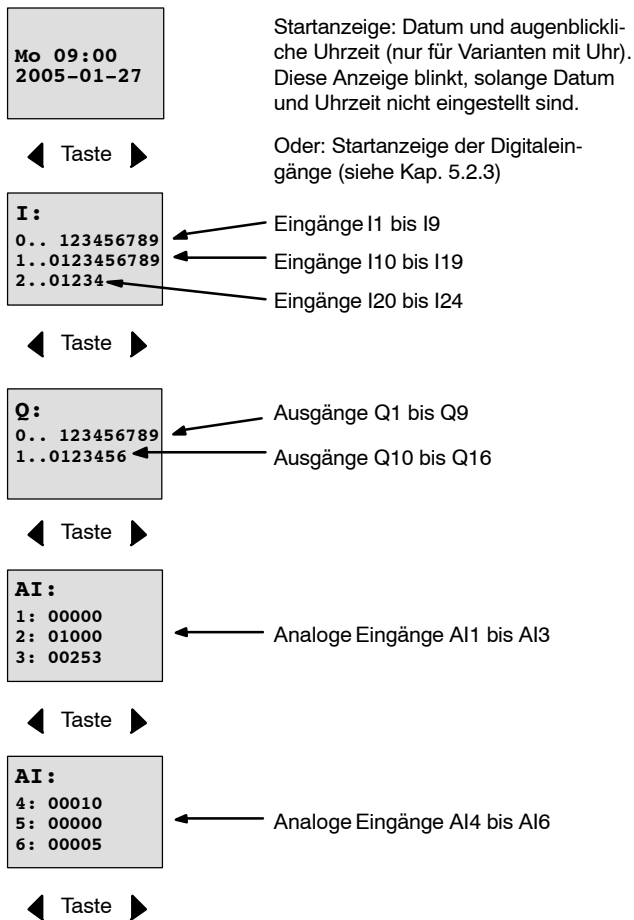 Mo 09:00
2005-01-27
Startanzeige: Datum und augenblickli-
che Uhrzeit (nur für Varianten mit Uhr).
Diese Anzeige blinkt, solange Datum
und Uhrzeit nicht eingestellt sind.
Taste
Oder: Startanzeige der Digitalein-
gänge (siehe Kap. 5.2.3)
I:
0.. 123456789
1..0123456789
2..01234
Eingänge I1 bis I9
Eingänge I10 bis I19
Eingänge I20 bis I24
Taste
Q:
0.. 123456789
1..0123456
Ausgänge Q1 bis Q9
Ausgänge Q10 bis Q16
Taste
AI:
1: 00000
2: 01000
3: 00253
Analoge Eingänge AI1 bis AI3
Taste
AI:
4: 00010
5: 00000
6: 00005
Analoge Eingänge AI4 bis AI6
Taste